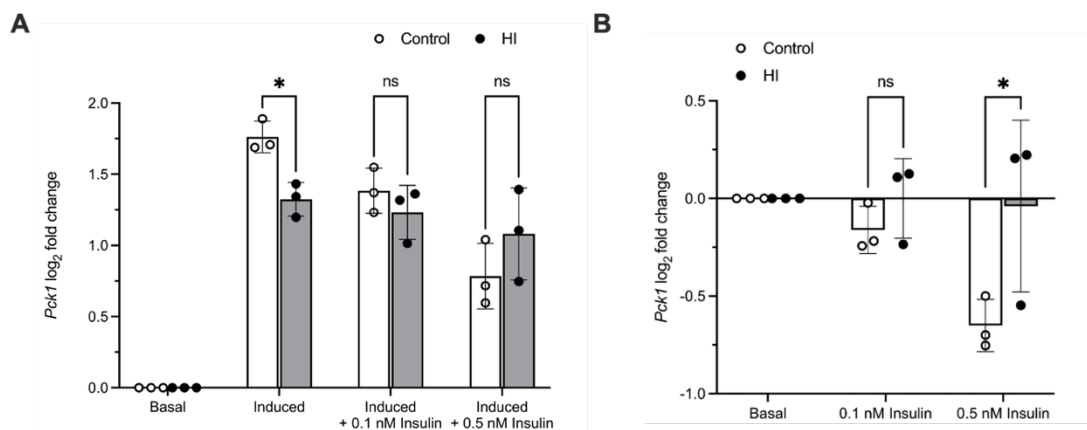 A
Control
HI
*
ns
ns
2.0
1.5
1.0
0.5
0.0
Pck1 log2 fold change
Basal
Induced
Induced
+ 0.1 nM Insulin
Induced
+ 0.5 nM Insulin
B
Control
HI
ns
*
0.5
0.0
-0.5
-1.0
Pck1 log2 fold change
Basal
0.1 nM Insulin
0.5 nM Insulin